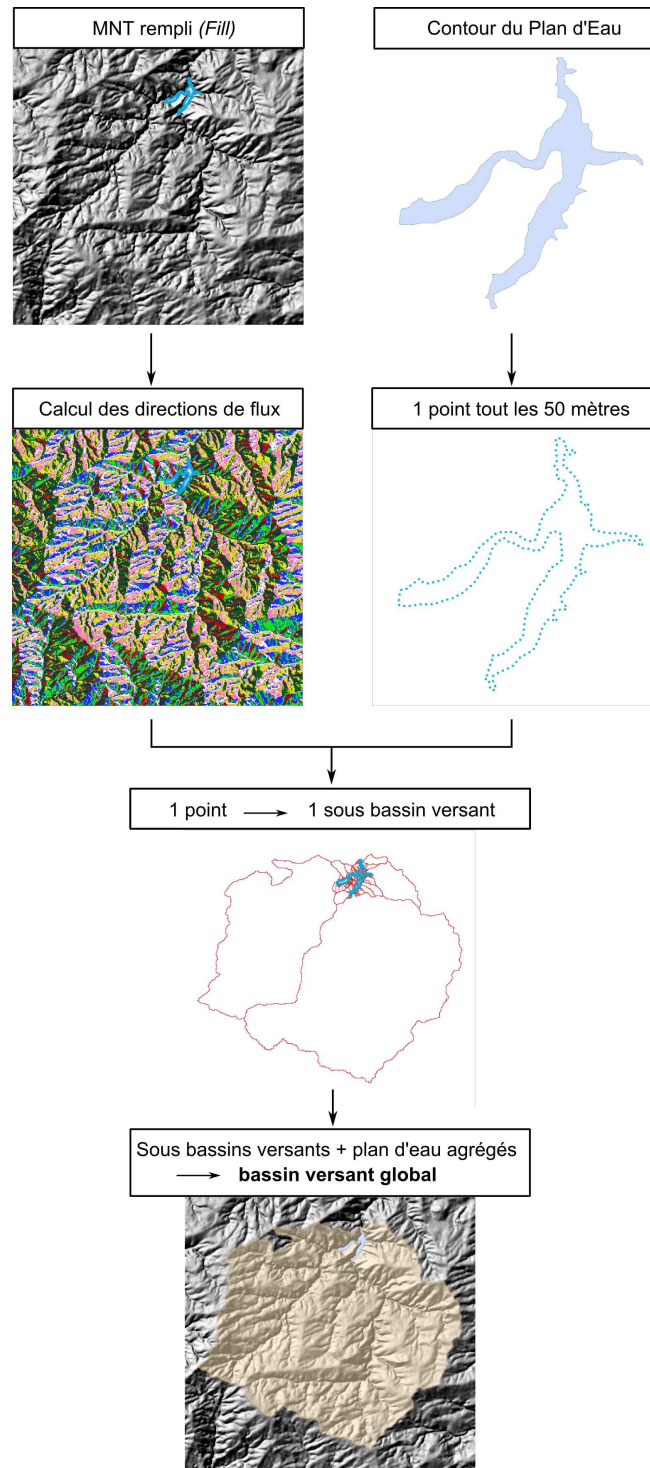 MNT rempli (Fill)
Contour du Plan d'Eau
Calcul des directions de flux
1 point tout les 50 mètres
1 point → 1 sous bassin versant
Sous bassins versants + plan d'eau agrégés
→ bassin versant global